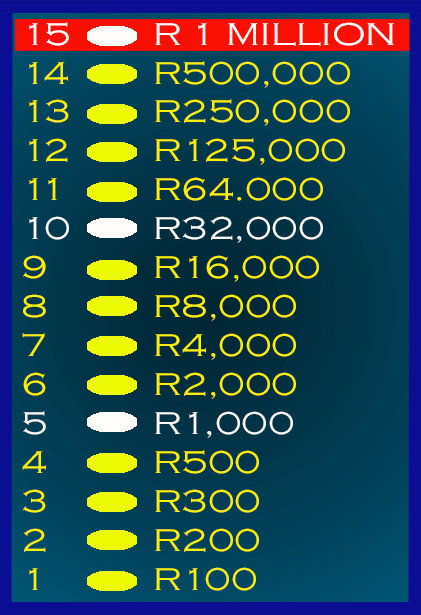 15 R 1 MILLION
14 R500,000
13 R250,000
12 R125,000
11 R64.000
10 R32,000
9 R16,000
8 R8,000
7 R4,000
6 R2,000
5 R1,000
4 R500
3 R300
2 R200
1 R100